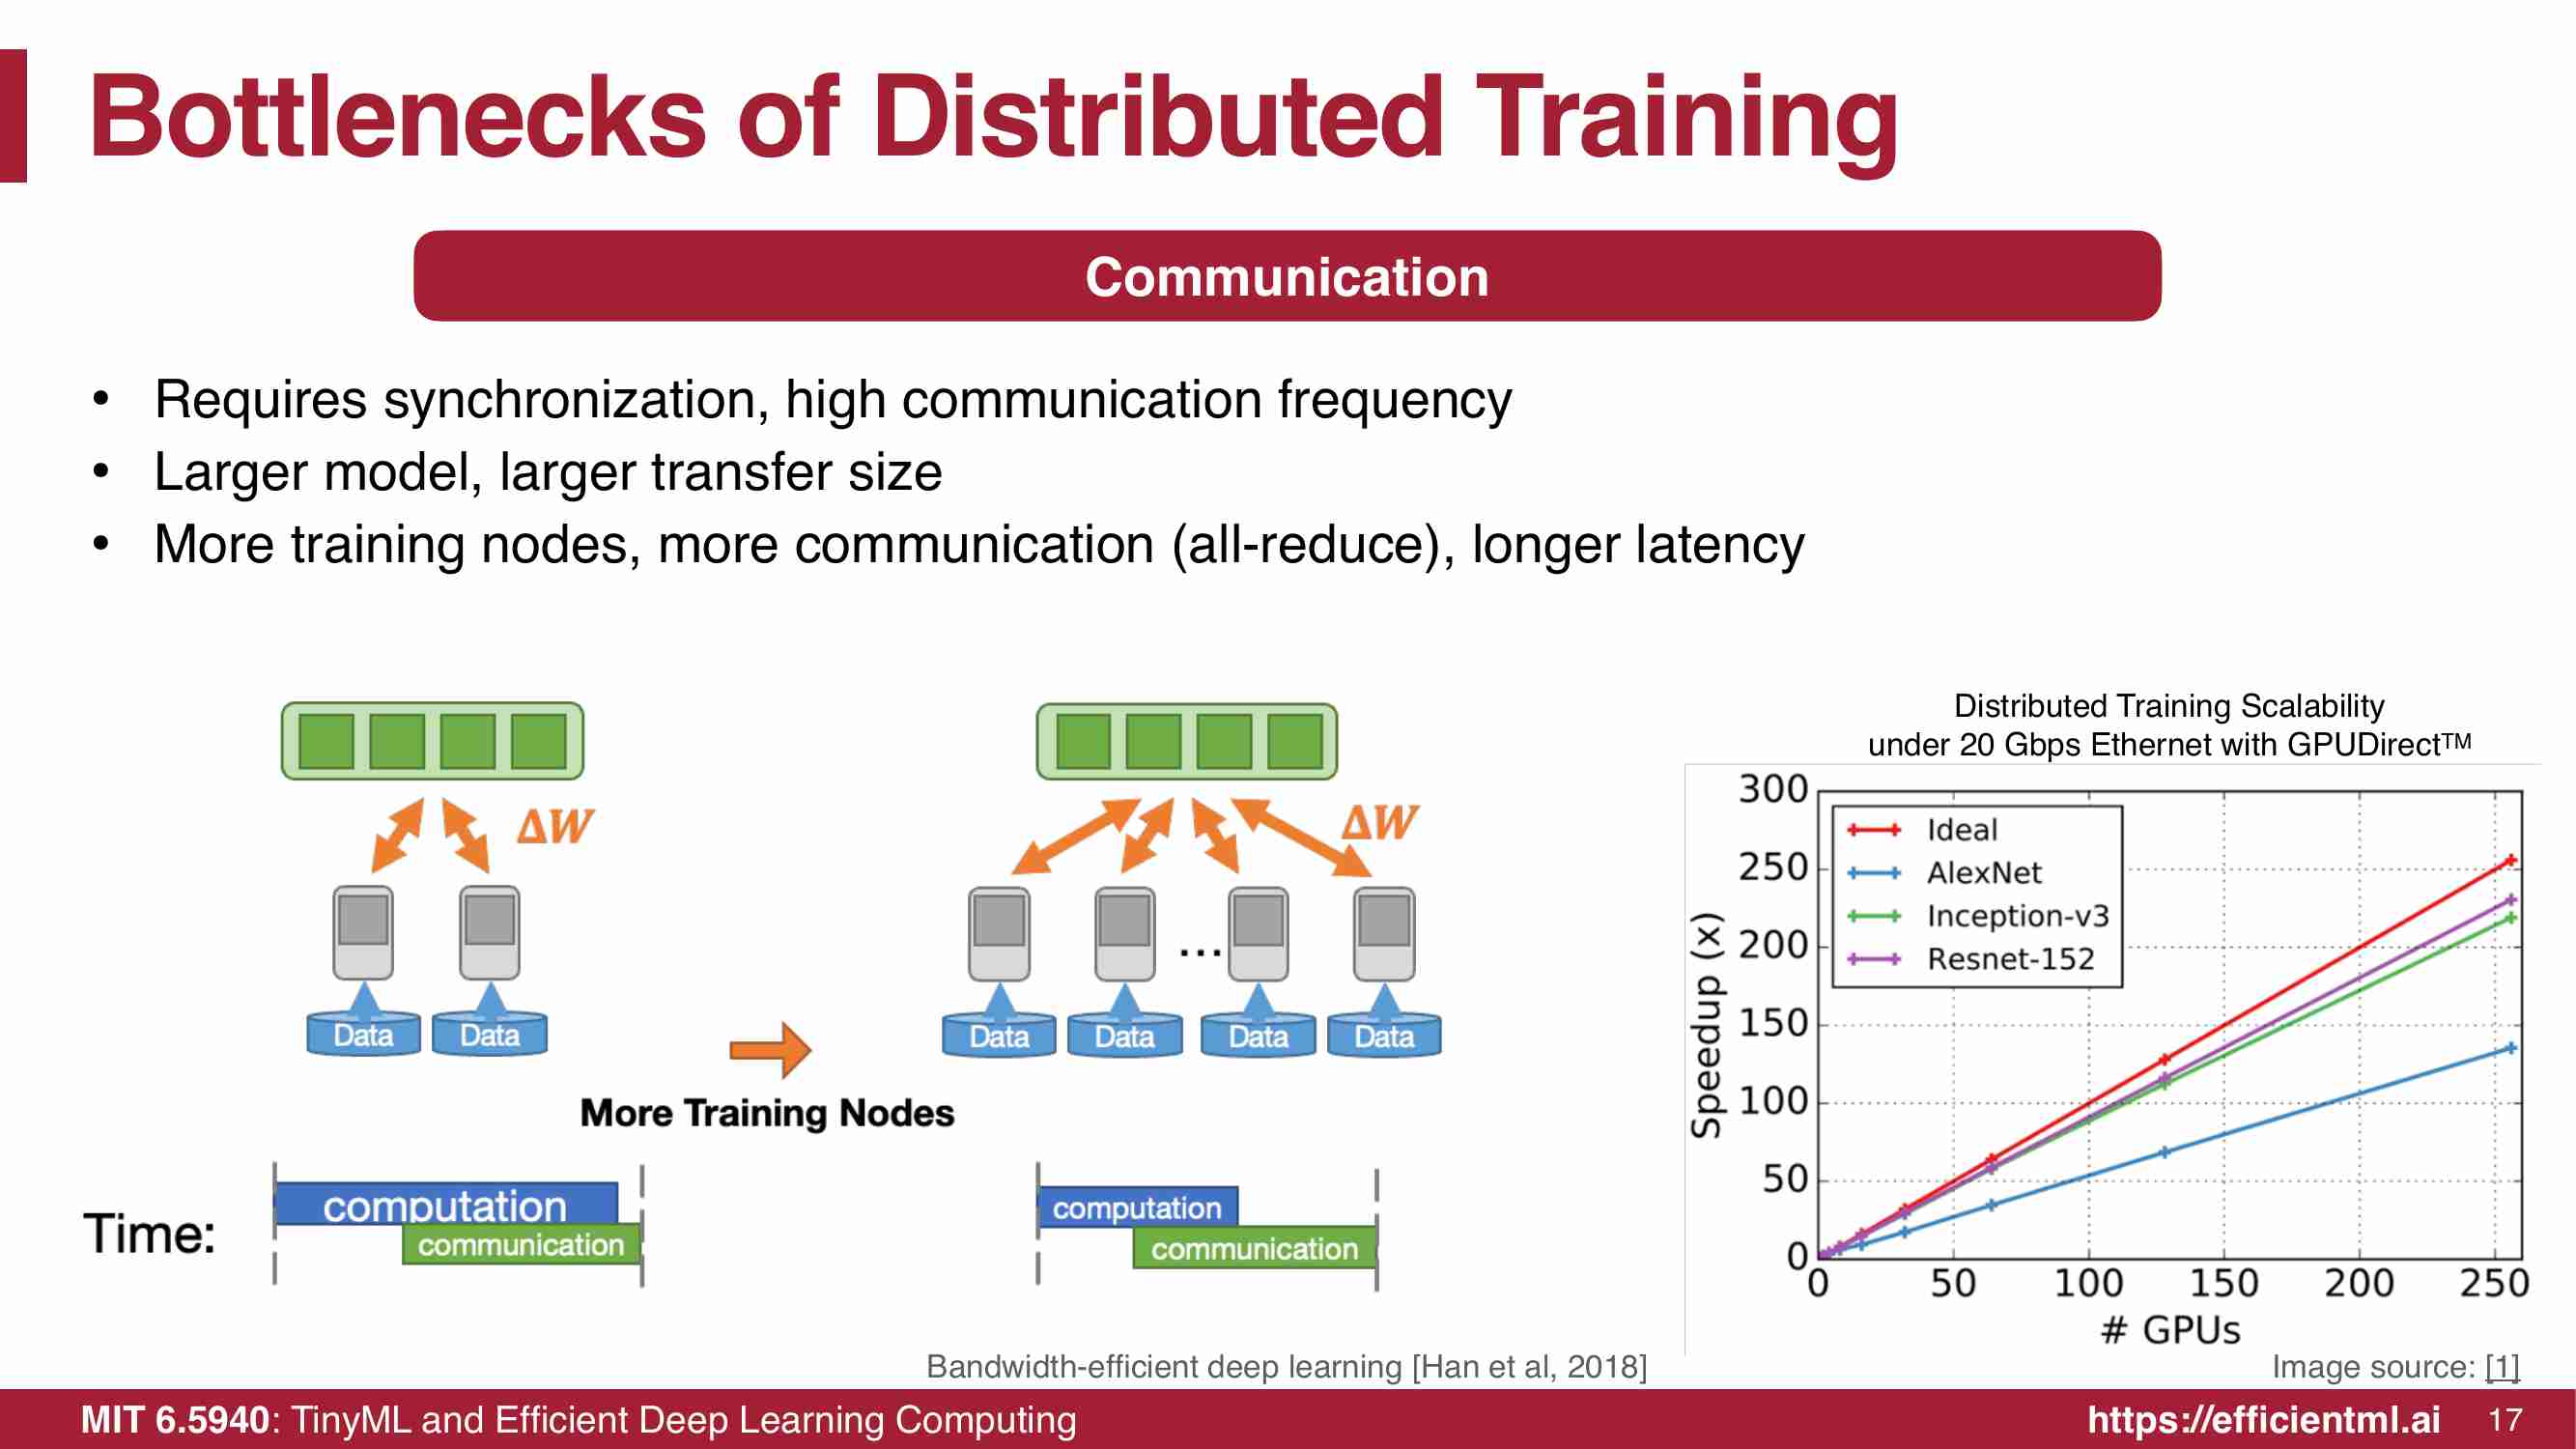 Bottlenecks of Distributed Training
Communication
• Requires synchronization, high communication frequency
• Larger model, larger transfer size
• More training nodes, more communication (all-reduce), longer latency
ΔW
Data
Data
More Training Nodes
ΔW
...
Data
Data
Data
Data
Time:
computation
communication
computation
communication
Distributed Training Scalability
under 20 Gbps Ethernet with GPUDirect™
Ideal
AlexNet
Inception-v3
Resnet-152
Speedup (x)
300
250
200
150
100
50
0
0 50 100 150 200 250
# GPUs
Bandwidth-efficient deep learning [Han et al, 2018]
Image source: [1]
MIT 6.5940: TinyML and Efficient Deep Learning Computing
https://efficientml.ai 17